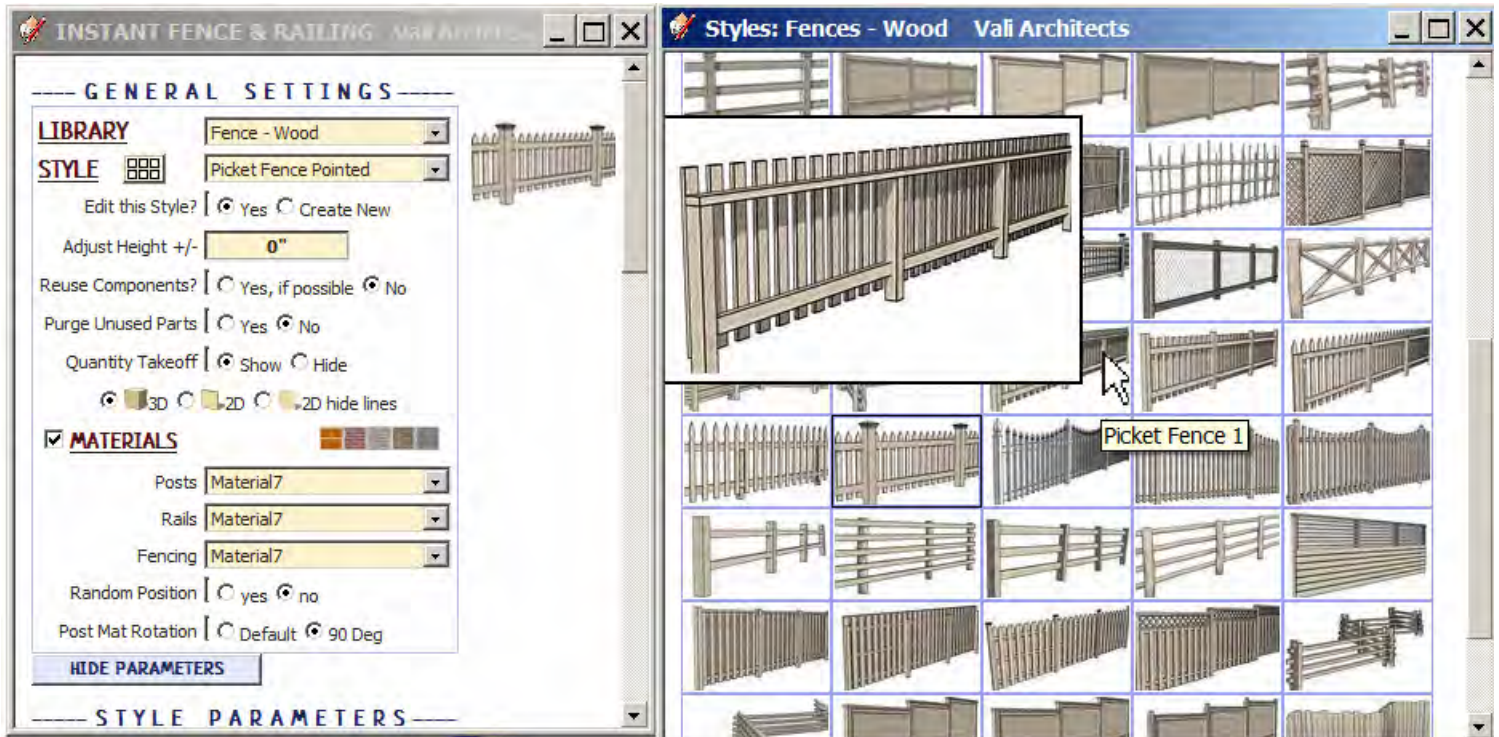 INSTANT FENCE & RAILING
Styles: Fences - Wood Vali Architects
---- GENERAL SETTINGS-----
LIBRARY Fence - Wood
STYLE Picket Fence Pointed
Edit this Style? Yes Create New
Adjust Height +/- 0"
Reuse Components? Yes, if possible No
Purge Unused Parts Yes No
Quantity Takeoff Show Hide
3D 2D 2D hide lines
MATERIALS
Posts Material7
Rails Material7
Fencing Material7
Random Position yes no
Post Mat Rotation Default 90 Deg
HIDE PARAMETERS
----- STYLE PARAMETERS----
Picket Fence 1